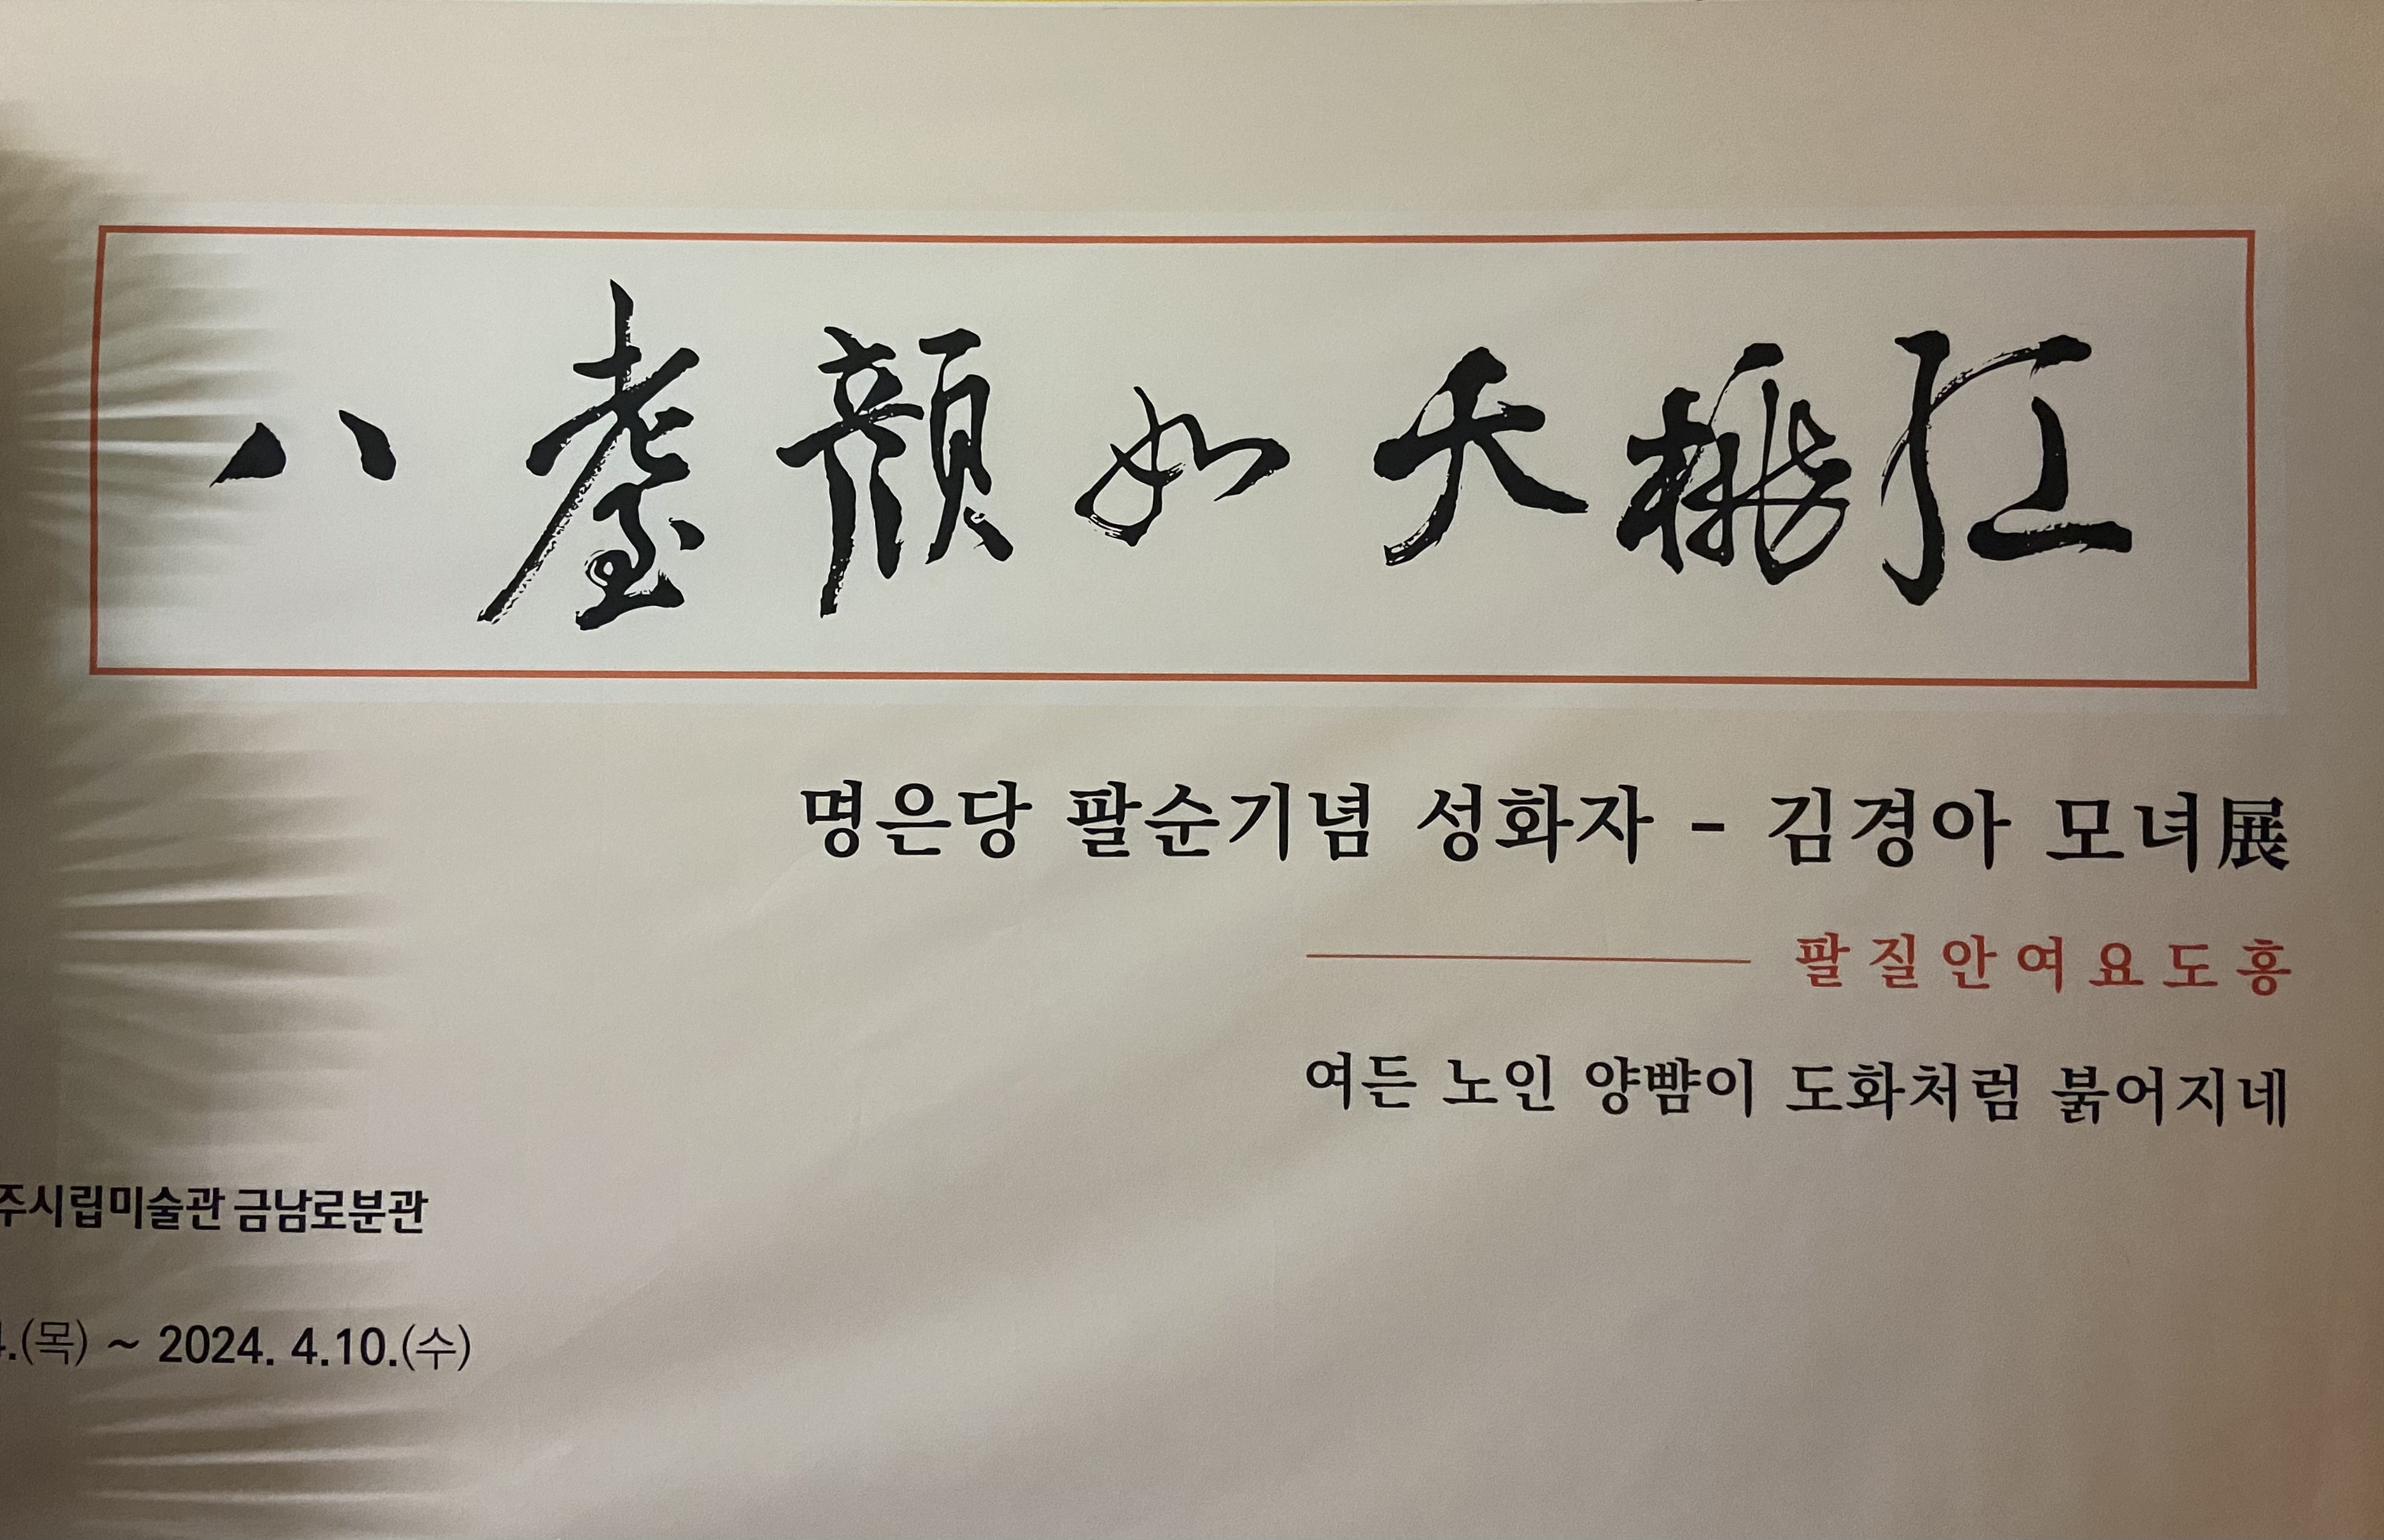 八耋顔如夭桃紅
명은당 팔순기념 성화자 - 김경아 모녀展
팔질안여요도홍
여든 노인 양뺨이 도화처럼 붉어지네
주시립미술관 금남로분관
.(목) ~ 2024. 4.10.(수)